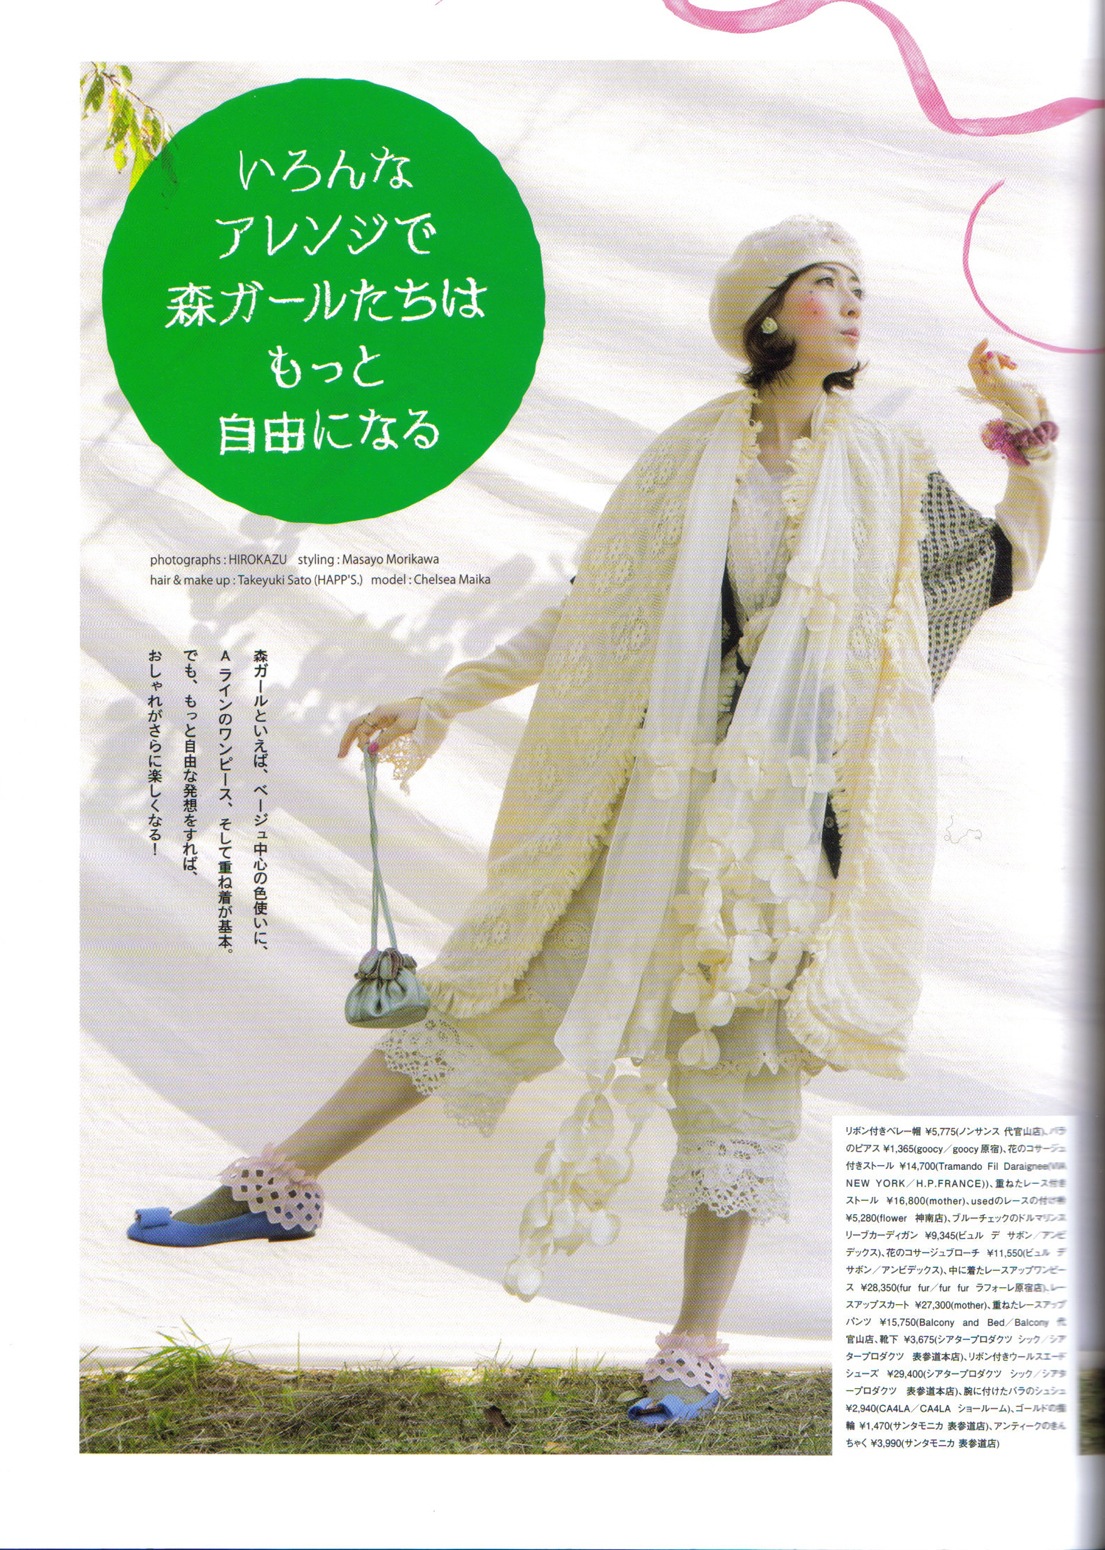 いろんな
アレンジで
森ガールたちは
もっと
自由になる
photographs : HIROKAZU styling : Masayo Morikawa
hair & make up : Takeyuki Sato (HAPP'S.) model : Chelsea Maika
森ガールといえば、ベージュ中心の色使いに、
Aラインのワンピース、そして重ね着が基本。
でも、もっと自由な発想をすれば、
おしゃれがさらに楽しくなる！
リボン付きベレー帽 ¥5,775(ノンサンス 代官山店)、バラ
のピアス ¥1,365(goocy／goocy 原宿)、花のコサージュ
付きストール ¥14,700(Tramando Fil Daraignee(VIA
NEW YORK／H.P.FRANCE))、重ねたレース付き
ストール ¥16,800(mother)、usedのレースの付け襟
¥5,280(flower 神南店)、ブルーチェックのドルマリンス
リーブカーディガン ¥9,345(ビュル デ サボン／アンビ
デックス)、花のコサージュブローチ ¥11,550(ビュル デ
サボン／アンビデックス)、中に着たレースアップワンピー
ス ¥28,350(fur fur／fur fur ラフォーレ原宿店)、レー
スアップスカート ¥27,300(mother)、重ねたレースアップ
パンツ ¥15,750(Balcony and Bed／Balcony 代
官山店、靴下 ¥3,675(シアタープロダクツ シック／シア
タープロダクツ 表参道本店)、リボン付きウールスエード
シューズ ¥29,400(シアタープロダクツ シック／シアタ
ープロダクツ 表参道本店)、腕に付けたバラのシュシュ
¥2,940(CA4LA／CA4LA ショールーム)、ゴールドの指
輪 ¥1,470(サンタモニカ 表参道店)、アンティークのきん
ちゃく ¥3,990(サンタモニカ 表参道店)